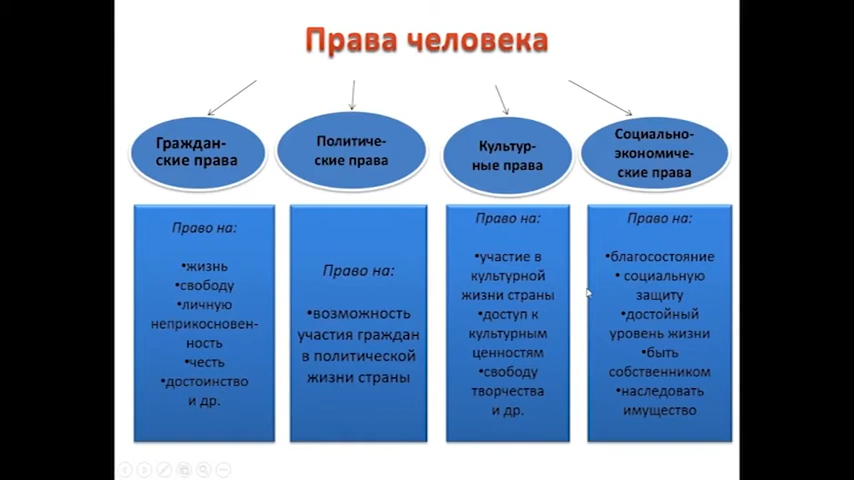 Права человека
Граждан-
ские права
Политиче-
ские права
Культур-
ные права
Социально-
экономиче-
ские права
Право на:
•жизнь
•свободу
•личную
неприкосновен-
ность
•честь
•достоинство
и др.
Право на:
•возможность
участия граждан
в политической
жизни страны
Право на:
•участие в
культурной
жизни страны
•доступ к
культурным
ценностям
•свободу
творчества
и др.
Право на:
•благосостояние
• социальную
защиту
•достойный
уровень жизни
•быть
собственником
•наследовать
имущество